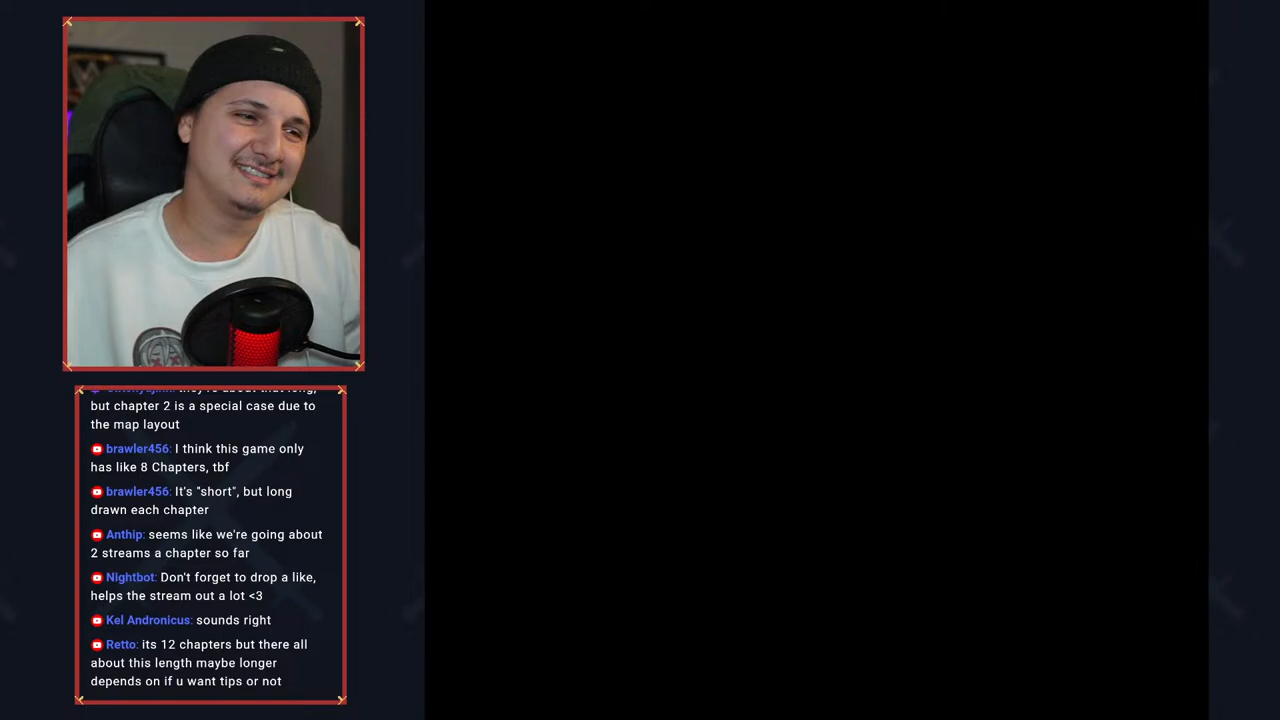 but chapter 2 is a special case due to
the map layout
brawler456: I think this game only
has like 8 Chapters, tbf
brawler456: It's "short", but long
drawn each chapter
Anthip: seems like we're going about
2 streams a chapter so far
Nightbot: Don't forget to drop a like,
helps the stream out a lot <3
Kel Andronicus: sounds right
Retto: its 12 chapters but there all
about this length maybe longer
depends on if u want tips or not